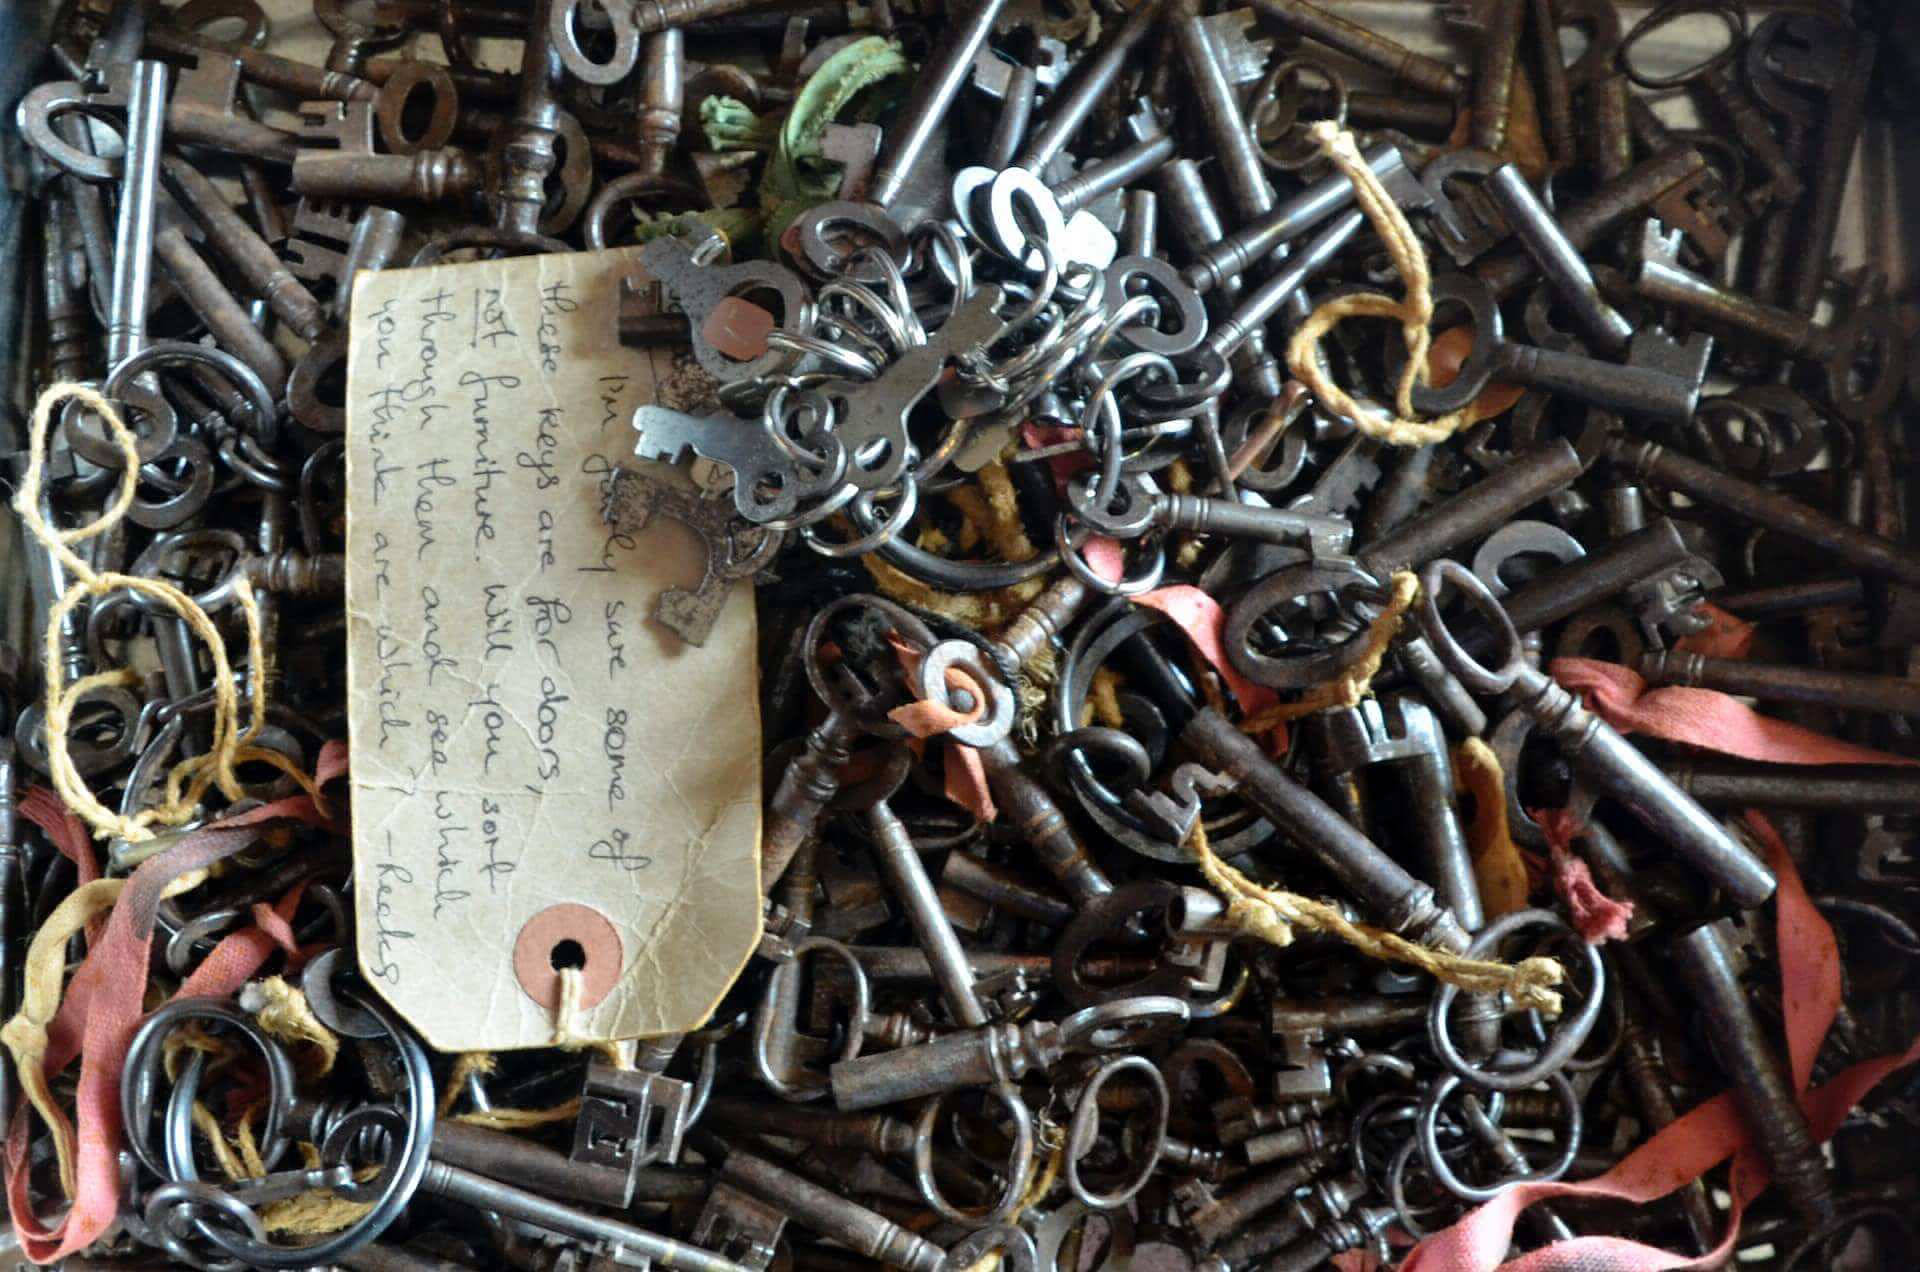 I'm fairly sure some of
these keys are for doors,
not furniture. Will you sort
through them and see which
you think are which? - Becks